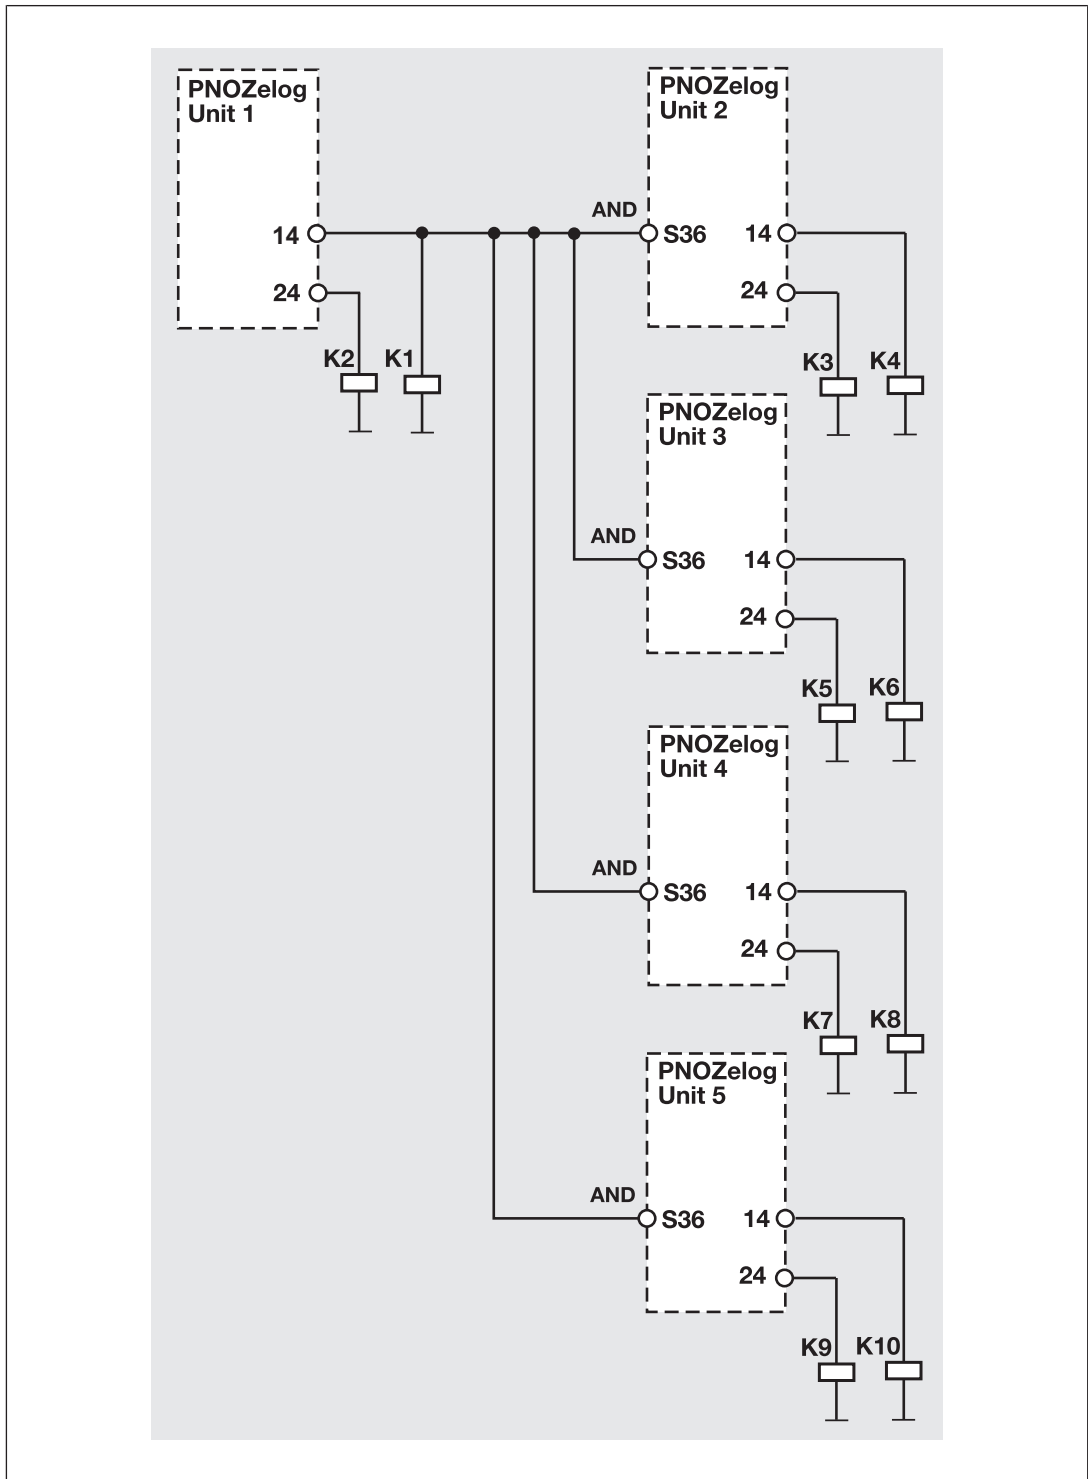 PNOZelog
Unit 1
14
24
K2 K1
PNOZelog
Unit 2
AND
S36 14
24
K3 K4
PNOZelog
Unit 3
AND
S36 14
24
K5 K6
PNOZelog
Unit 4
AND
S36 14
24
K7 K8
PNOZelog
Unit 5
AND
S36 14
24
K9 K10